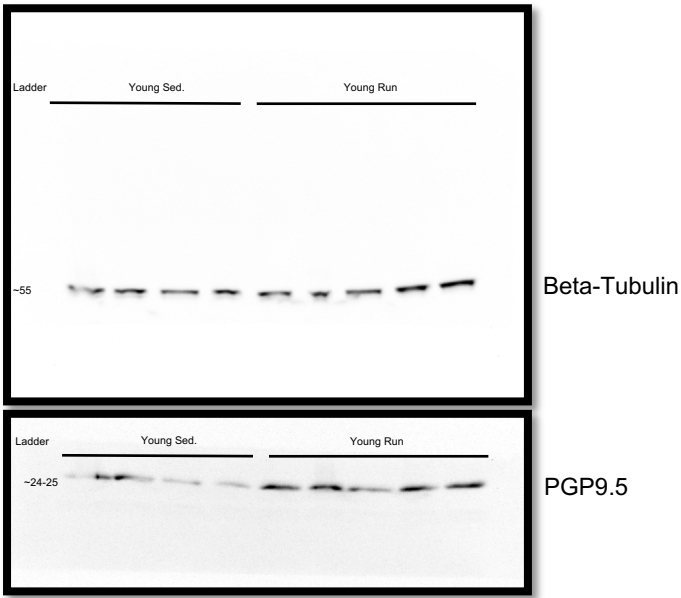 Ladder Young Sed. Young Run
~55
Beta-Tubulin
Ladder Young Sed. Young Run
~24-25
PGP9.5